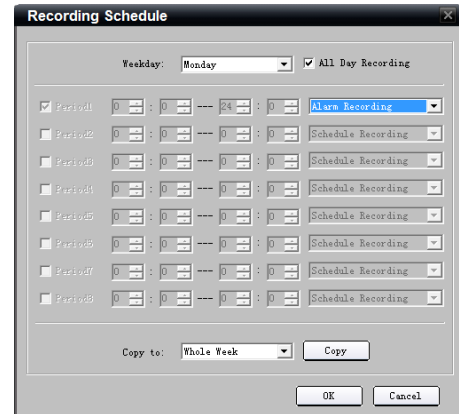 Recording Schedule
Weekday: Monday All Day Recording
Period1 0 : 0 --- 24 : 0 Alarm Recording
Period2 0 : 0 --- 0 : 0 Schedule Recording
Period3 0 : 0 --- 0 : 0 Schedule Recording
Period4 0 : 0 --- 0 : 0 Schedule Recording
Period5 0 : 0 --- 0 : 0 Schedule Recording
Period6 0 : 0 --- 0 : 0 Schedule Recording
Period7 0 : 0 --- 0 : 0 Schedule Recording
Period8 0 : 0 --- 0 : 0 Schedule Recording
Copy to: Whole Week Copy
OK Cancel